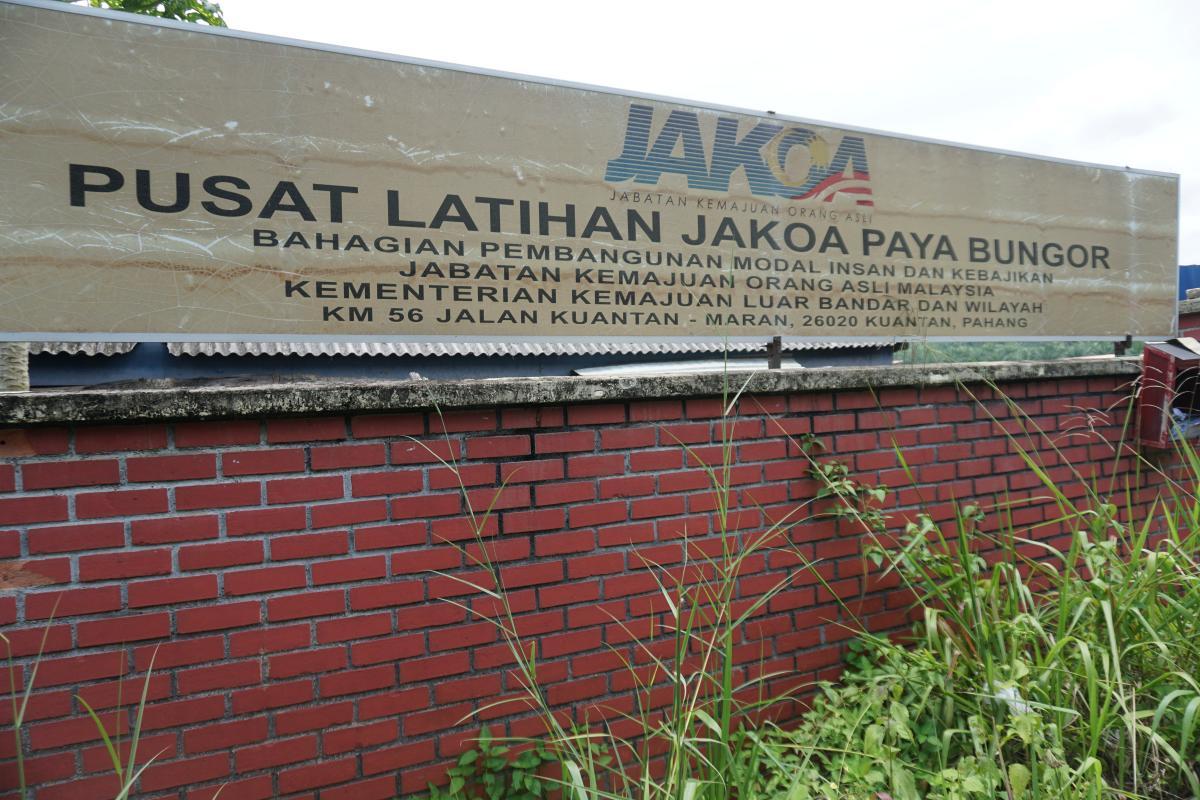 JAKOA
JABATAN KEMAJUAN ORANG ASLI
PUSAT LATIHAN JAKOA PAYA BUNGOR
BAHAGIAN PEMBANGUNAN MODAL INSAN DAN KEBAJIKAN
JABATAN KEMAJUAN ORANG ASLI MALAYSIA
KEMENTERIAN KEMAJUAN LUAR BANDAR DAN WILAYAH
KM 56 JALAN KUANTAN - MARAN, 26020 KUANTAN, PAHANG